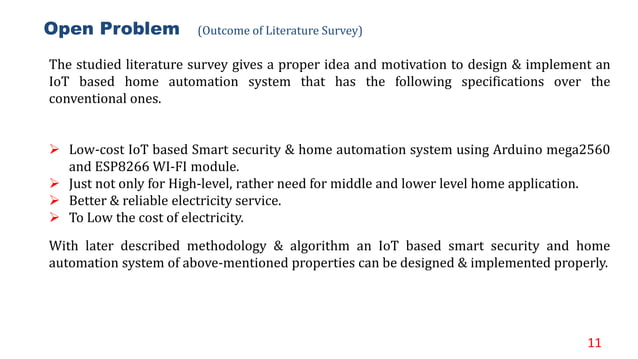 Open Problem (Outcome of Literature Survey)
The studied literature survey gives a proper idea and motivation to design & implement an
IoT based home automation system that has the following specifications over the
conventional ones.
➢ Low-cost IoT based Smart security & home automation system using Arduino mega2560
and ESP8266 WI-FI module.
➢ Just not only for High-level, rather need for middle and lower level home application.
➢ Better & reliable electricity service.
➢ To Low the cost of electricity.
With later described methodology & algorithm an IoT based smart security and home
automation system of above-mentioned properties can be designed & implemented properly.
11